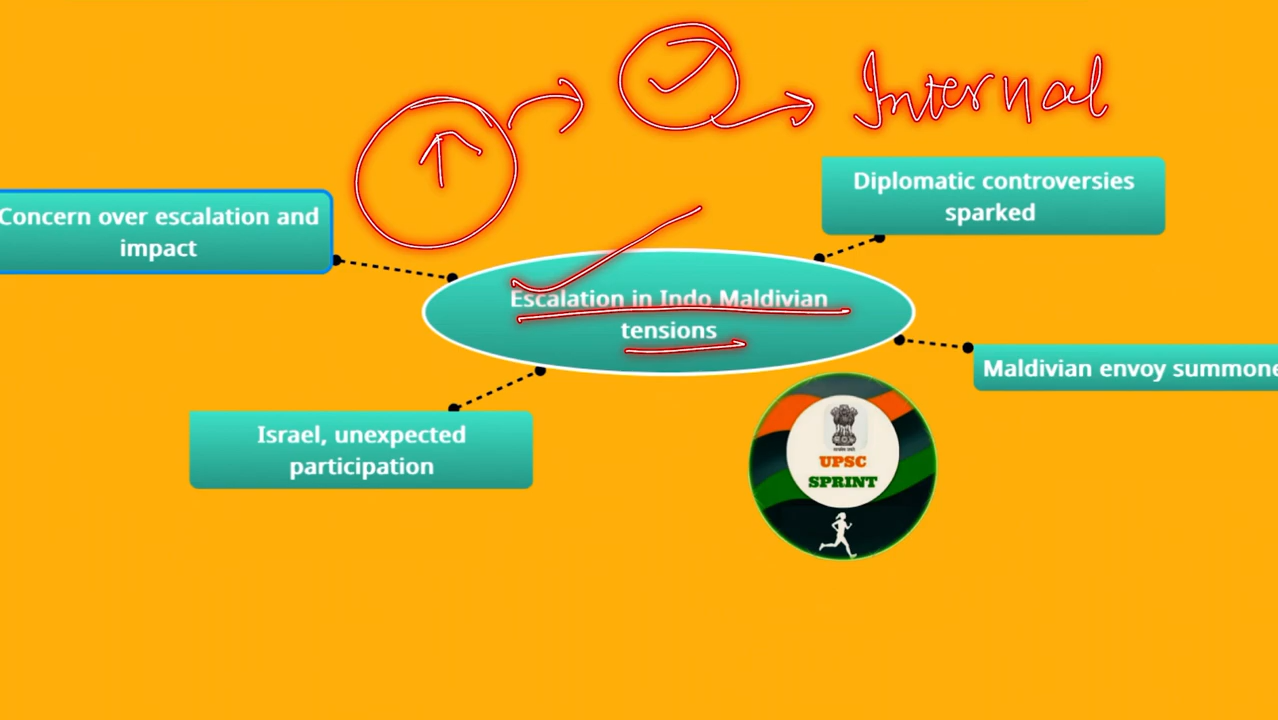 Internal
Diplomatic controversies
sparked
Concern over escalation and
impact
Escalation in Indo Maldivian
tensions
Maldivian envoy summone
Israel, unexpected
participation
UPSC
SPRINT